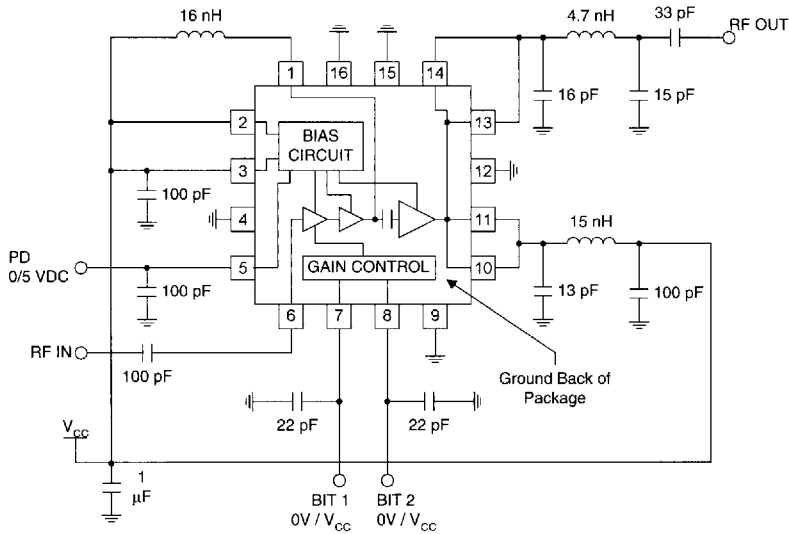 16 nH
4.7 nH
33 pF
RF OUT
1
16
15
14
16 pF
15 pF
2
BIAS
CIRCUIT
13
3
12
100 pF
4
11
15 nH
PD
0/5 VDC
5
GAIN CONTROL
10
100 pF
13 pF
100 pF
6
7
8
9
RF IN
100 pF
Ground Back of
Package
22 pF
22 pF
VCC
1
µF
BIT 1
0V / VCC
BIT 2
0V / VCC